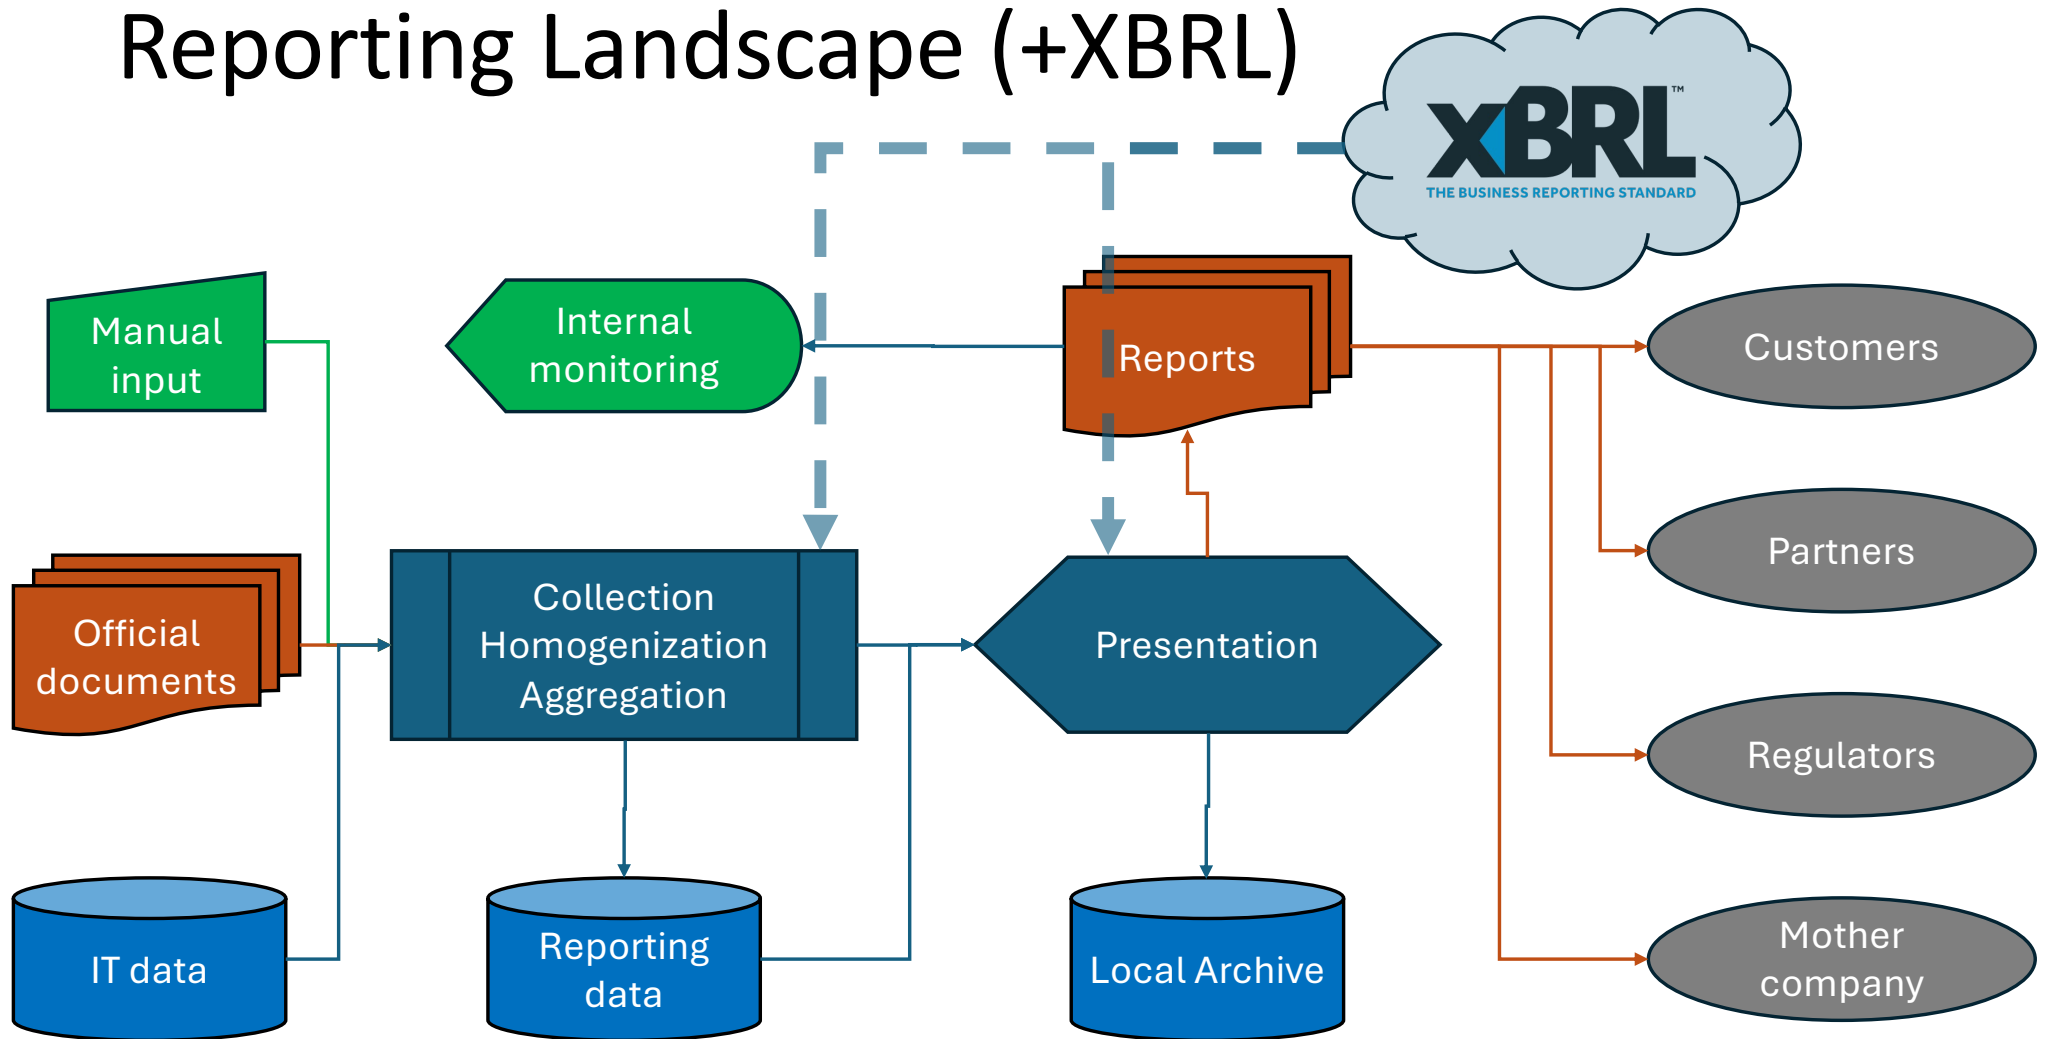 Reporting Landscape (+XBRL)
XBRL™
THE BUSINESS REPORTING STANDARD
Manual
input
Internal
monitoring
Reports
Customers
Partners
Official
documents
Collection
Homogenization
Aggregation
Presentation
Regulators
IT data
Reporting
data
Local Archive
Mother
company